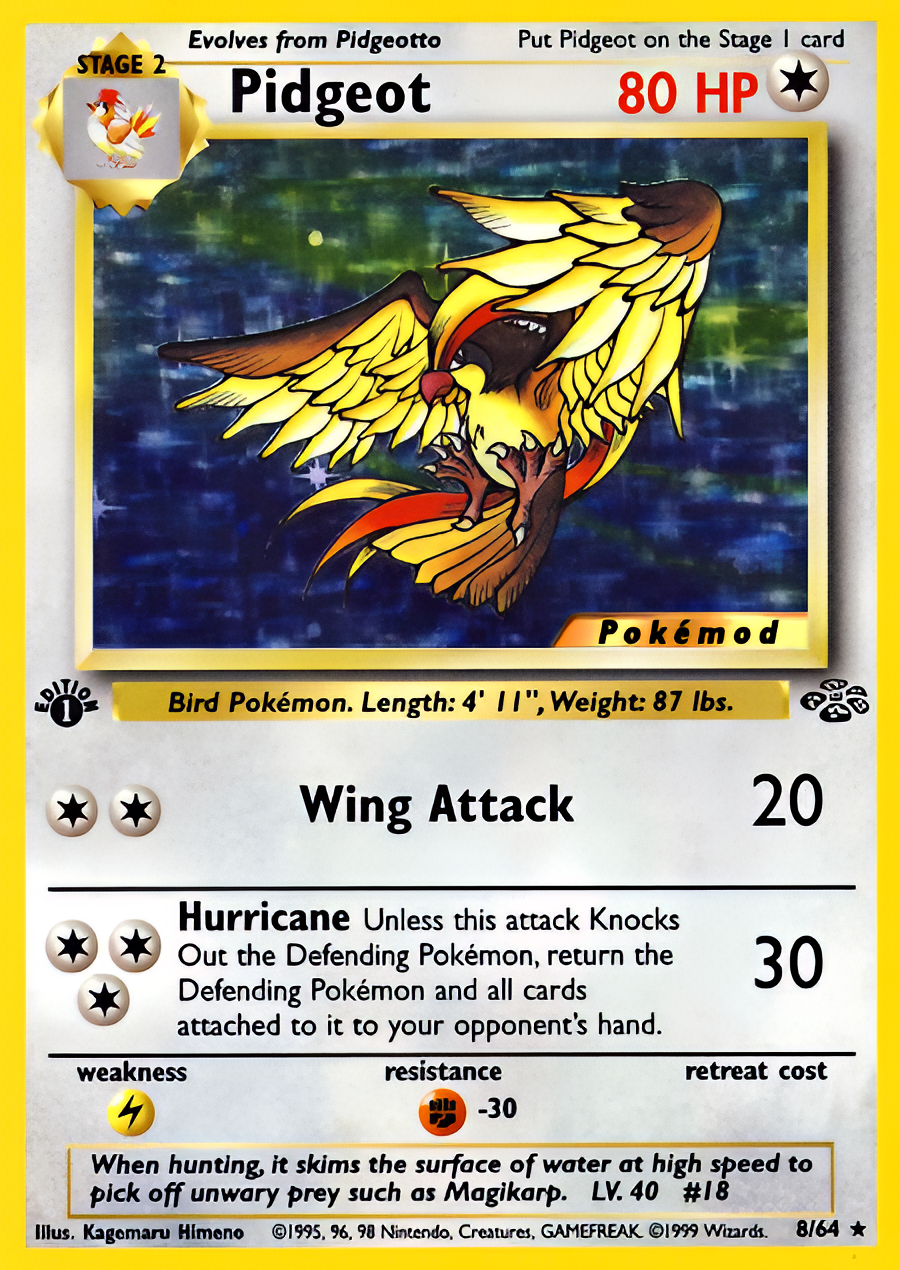 Evolves from Pidgeotto Put Pidgeot on the Stage 1 card
STAGE 2
Pidgeot 80 HP
Pokémod
EDITION
1
Bird Pokémon. Length: 4' 11", Weight: 87 lbs.
Wing Attack 20
Hurricane Unless this attack Knocks
Out the Defending Pokémon, return the
Defending Pokémon and all cards
attached to it to your opponent's hand.
30
weakness resistance retreat cost
-30
When hunting, it skims the surface of water at high speed to
pick off unwary prey such as Magikarp. LV. 40 #18
Illus. Kagemaru Himeno ©1995, 96, 98 Nintendo, Creatures, GAMEFREAK. ©1999 Wizards. 8/64 ★